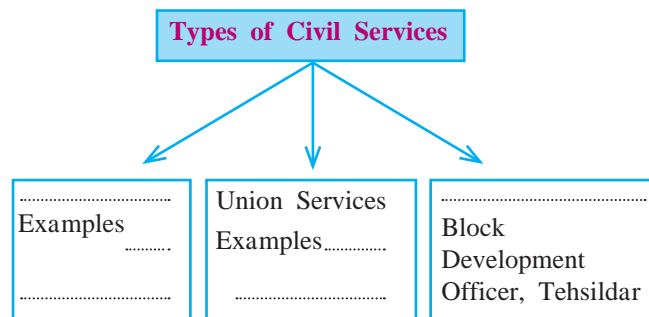 Types of Civil Services
....................................
Examples
...........
....................................
Union Services
Examples...............
.............................
....................................
Block
Development
Officer, Tehsildar